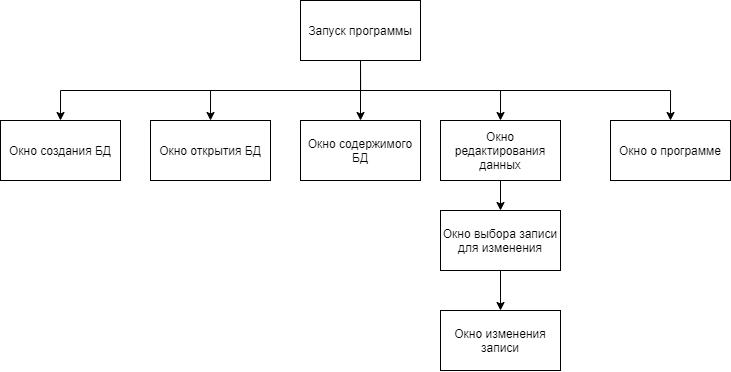 Запуск программы
Окно создания БД
Окно открытия БД
Окно содержимого
БД
Окно
редактирования
данных
Окно о программе
Окно выбора записи
для изменения
Окно изменения
записи